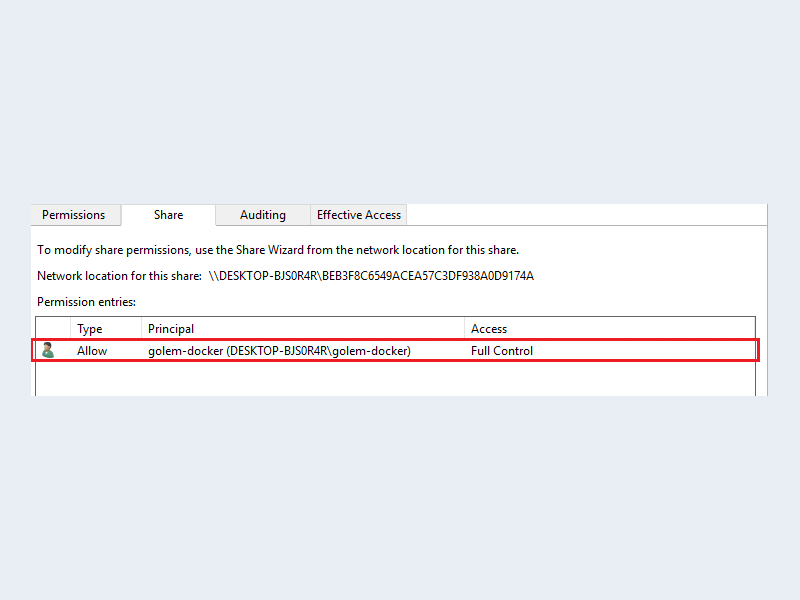 Permissions Share Auditing Effective Access
To modify share permissions, use the Share Wizard from the network location for this share.
Network location for this share: \\DESKTOP-BJS0R4R\BEB3F8C6549ACEA57C3DF938A0D9174A
Permission entries:
Type Principal Access
Allow golem-docker (DESKTOP-BJS0R4R\golem-docker) Full Control